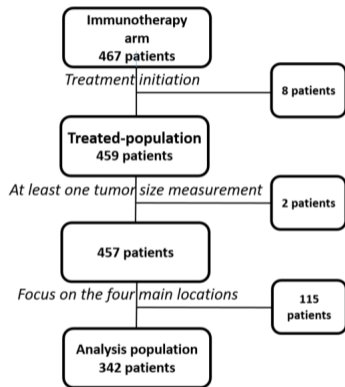 Immunotherapy
arm
467 patients
Treatment initiation
8 patients
Treated-population
459 patients
At least one tumor size measurement
2 patients
457 patients
Focus on the four main locations
115
patients
Analysis population
342 patients